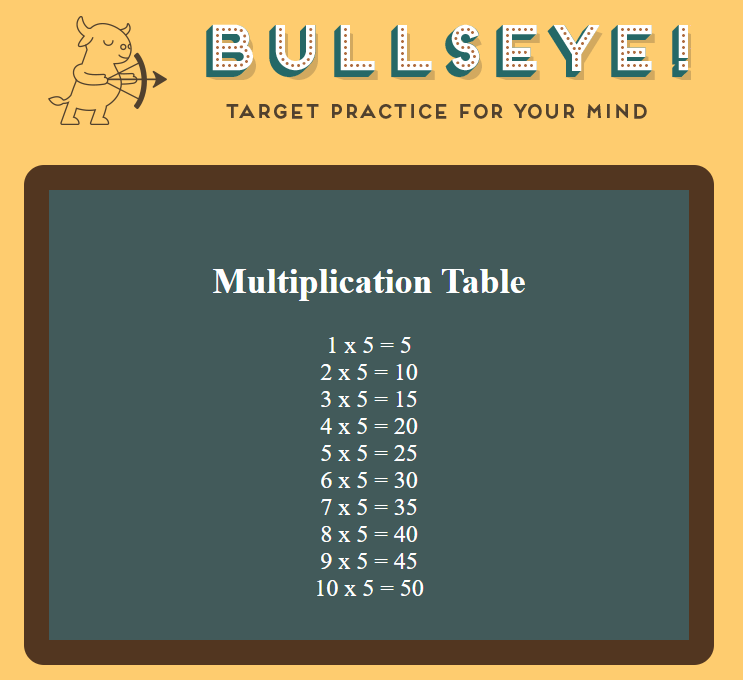 BULLSEYE!
TARGET PRACTICE FOR YOUR MIND
Multiplication Table
1 x 5 = 5
2 x 5 = 10
3 x 5 = 15
4 x 5 = 20
5 x 5 = 25
6 x 5 = 30
7 x 5 = 35
8 x 5 = 40
9 x 5 = 45
10 x 5 = 50